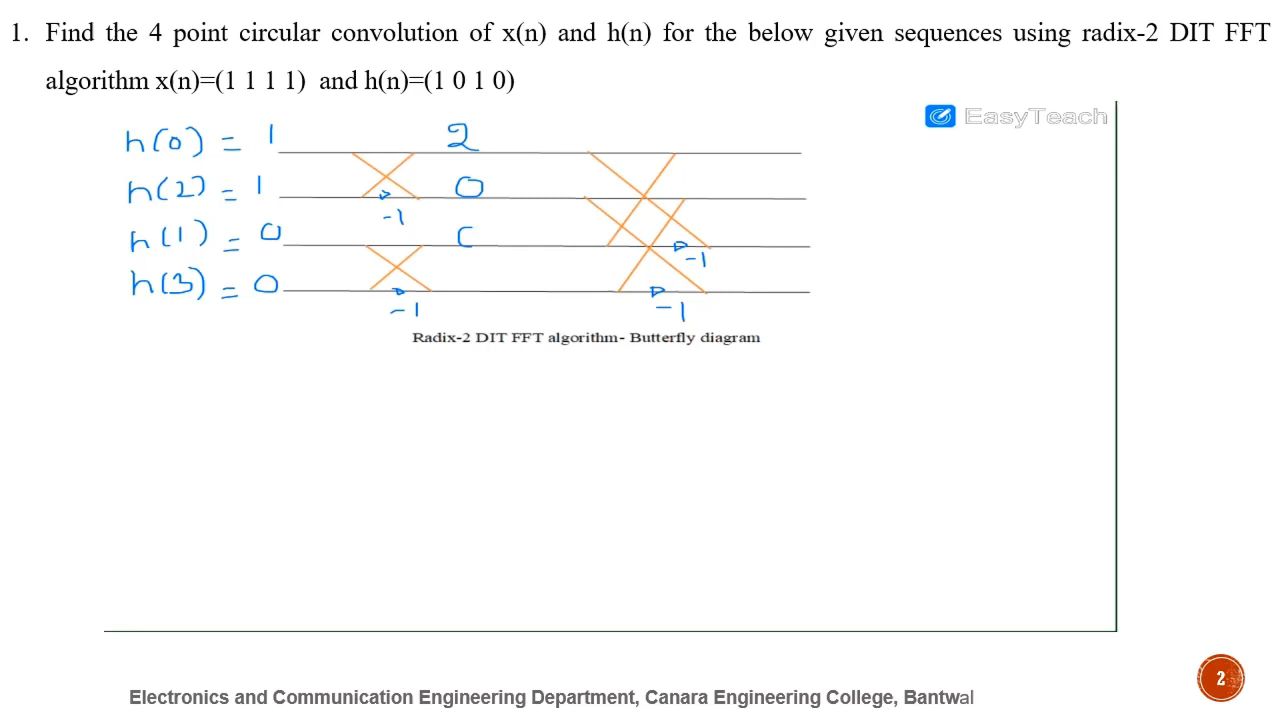 1. Find the 4 point circular convolution of x(n) and h(n) for the below given sequences using radix-2 DIT FFT
algorithm x(n)=(1 1 1 1) and h(n)=(1 0 1 0)
EasyTeach
h(0) = 1 2
h(2) = 1 0
-1
h(1) = 0
-1
h(3) = 0
-1 -1
Radix-2 DIT FFT algorithm- Butterfly diagram
2
Electronics and Communication Engineering Department, Canara Engineering College, Bantwal